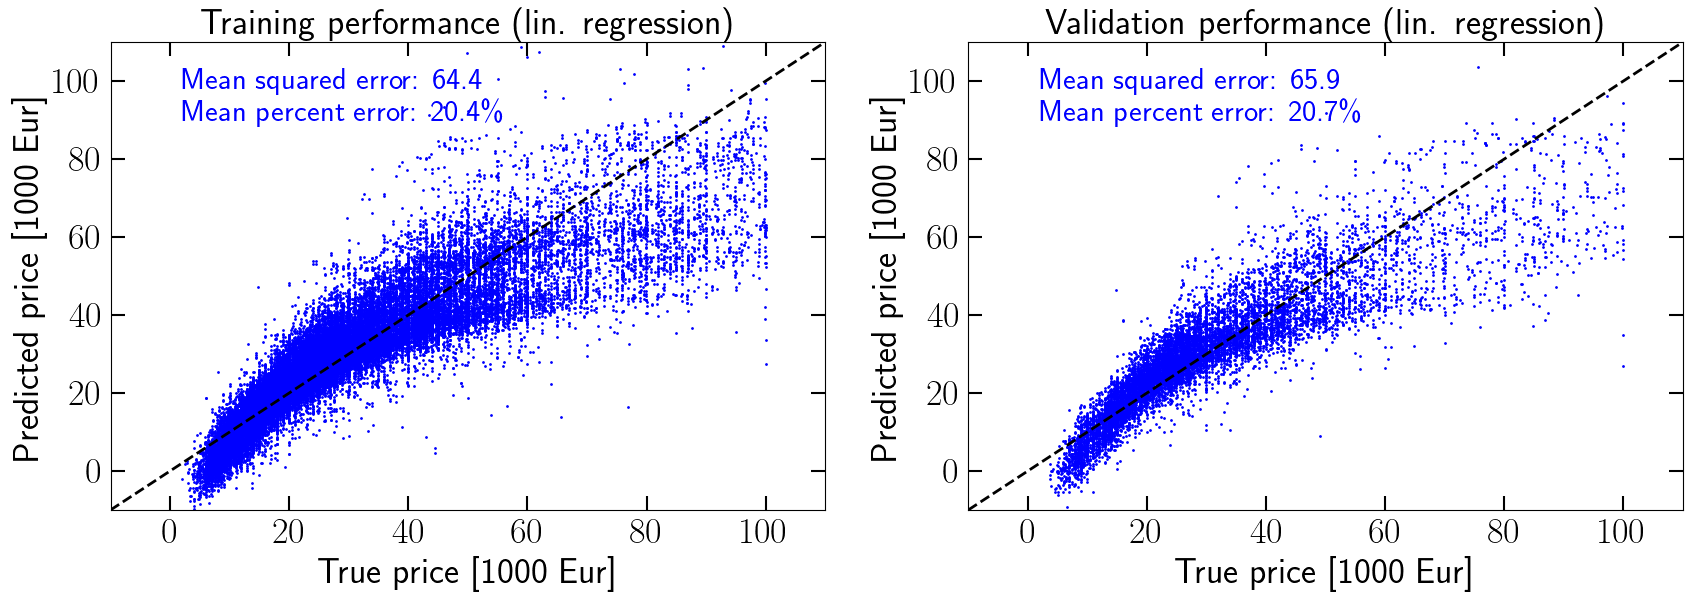 Training performance (lin. regression)
Mean squared error: 64.4
Mean percent error: 20.4%
Predicted price [1000 Eur]
100
80
60
40
20
0
0 20 40 60 80 100
True price [1000 Eur]
Validation performance (lin. regression)
Mean squared error: 65.9
Mean percent error: 20.7%
Predicted price [1000 Eur]
100
80
60
40
20
0
0 20 40 60 80 100
True price [1000 Eur]